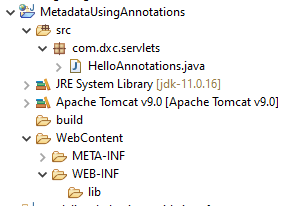 MetadataUsingAnnotations
src
com.dxc.servlets
HelloAnnotations.java
JRE System Library [jdk-11.0.16]
Apache Tomcat v9.0 [Apache Tomcat v9.0]
build
WebContent
META-INF
WEB-INF
lib